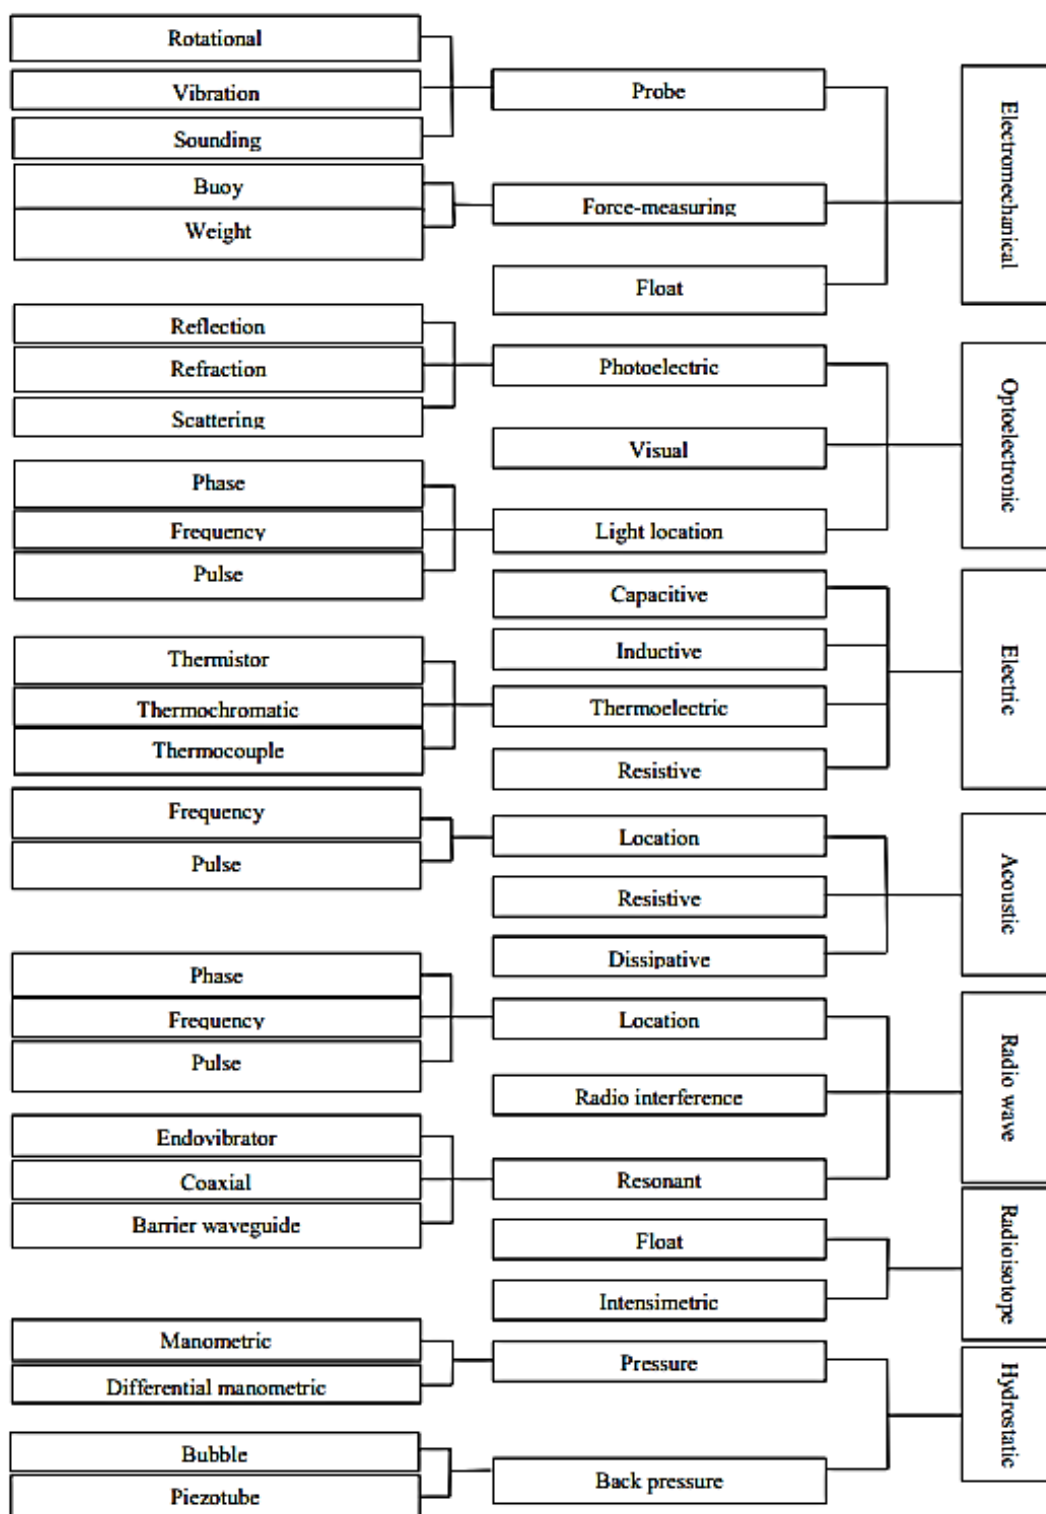 Rotational
Vibration
Sounding
Buoy
Weight
Reflection
Refraction
Scattering
Phase
Frequency
Pulse
Thermistor
Thermochromatic
Thermocouple
Frequency
Pulse
Phase
Frequency
Pulse
Endovibrator
Coaxial
Barrier waveguide
Manometric
Differential manometric
Bubble
Piezotube
Probe
Force-measuring
Float
Photoelectric
Visual
Light location
Capacitive
Inductive
Thermoelectric
Resistive
Location
Resistive
Dissipative
Location
Radio interference
Resonant
Float
Intensimetric
Pressure
Back pressure
Electromechanical
Optoelectronic
Electric
Acoustic
Radio wave
Radioisotope
Hydrostatic